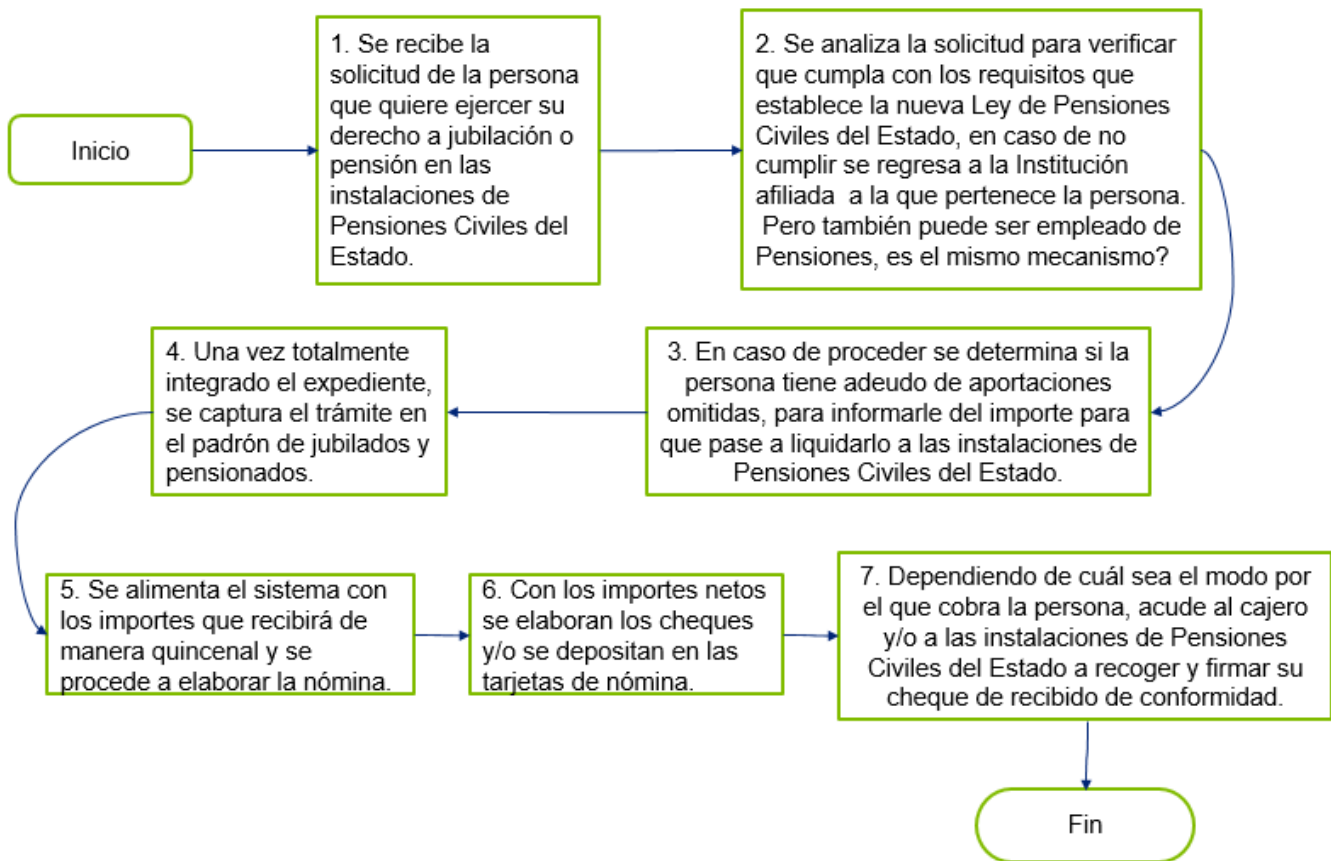 Inicio
1. Se recibe la
solicitud de la persona
que quiere ejercer su
derecho a jubilación o
pensión en las
instalaciones de
Pensiones Civiles del
Estado.
2. Se analiza la solicitud para verificar
que cumpla con los requisitos que
establece la nueva Ley de Pensiones
Civiles del Estado, en caso de no
cumplir se regresa a la Institución
afiliada a la que pertenece la persona.
Pero también puede ser empleado de
Pensiones, es el mismo mecanismo?
3. En caso de proceder se determina si la
persona tiene adeudo de aportaciones
omitidas, para informarle del importe para
que pase a liquidarlo a las instalaciones de
Pensiones Civiles del Estado.
4. Una vez totalmente
integrado el expediente,
se captura el trámite en
el padrón de jubilados y
pensionados.
5. Se alimenta el sistema con
los importes que recibirá de
manera quincenal y se
procede a elaborar la nómina.
6. Con los importes netos
se elaboran los cheques
y/o se depositan en las
tarjetas de nómina.
7. Dependiendo de cuál sea el modo por
el que cobra la persona, acude al cajero
y/o a las instalaciones de Pensiones
Civiles del Estado a recoger y firmar su
cheque de recibido de conformidad.
Fin